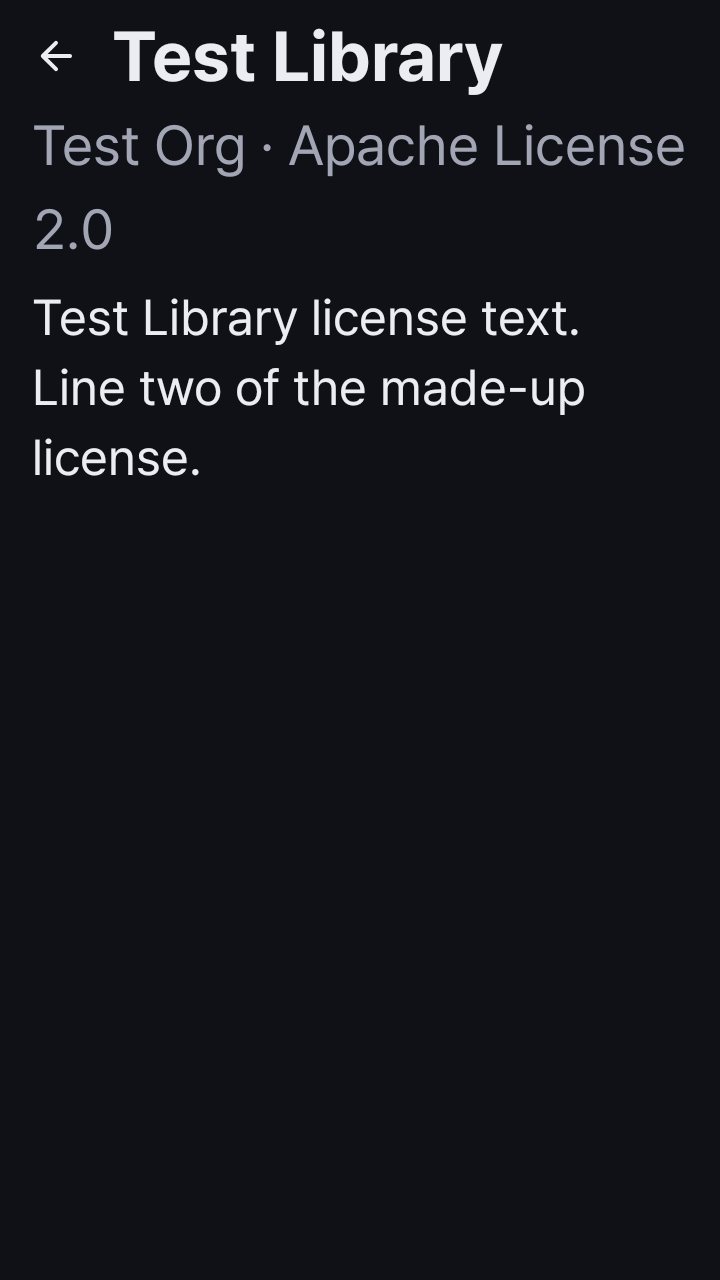 Test Library
Test Org · Apache License
2.0
Test Library license text.
Line two of the made-up
license.